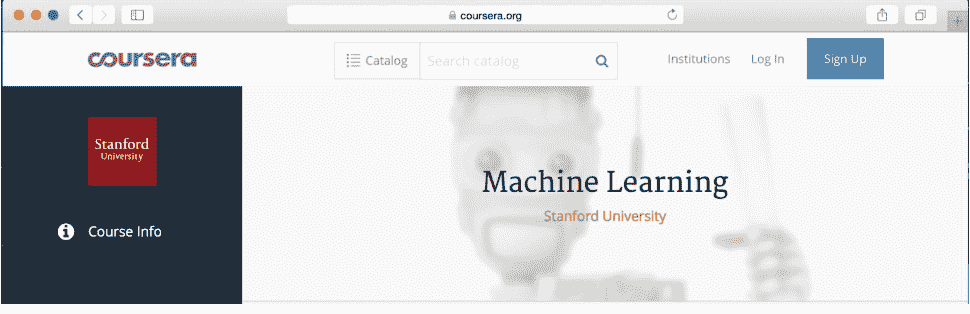 coursera.org
coursera
Catalog
Search catalog
Institutions
Log In
Sign Up
Stanford
University
Machine Learning
Stanford University
Course Info